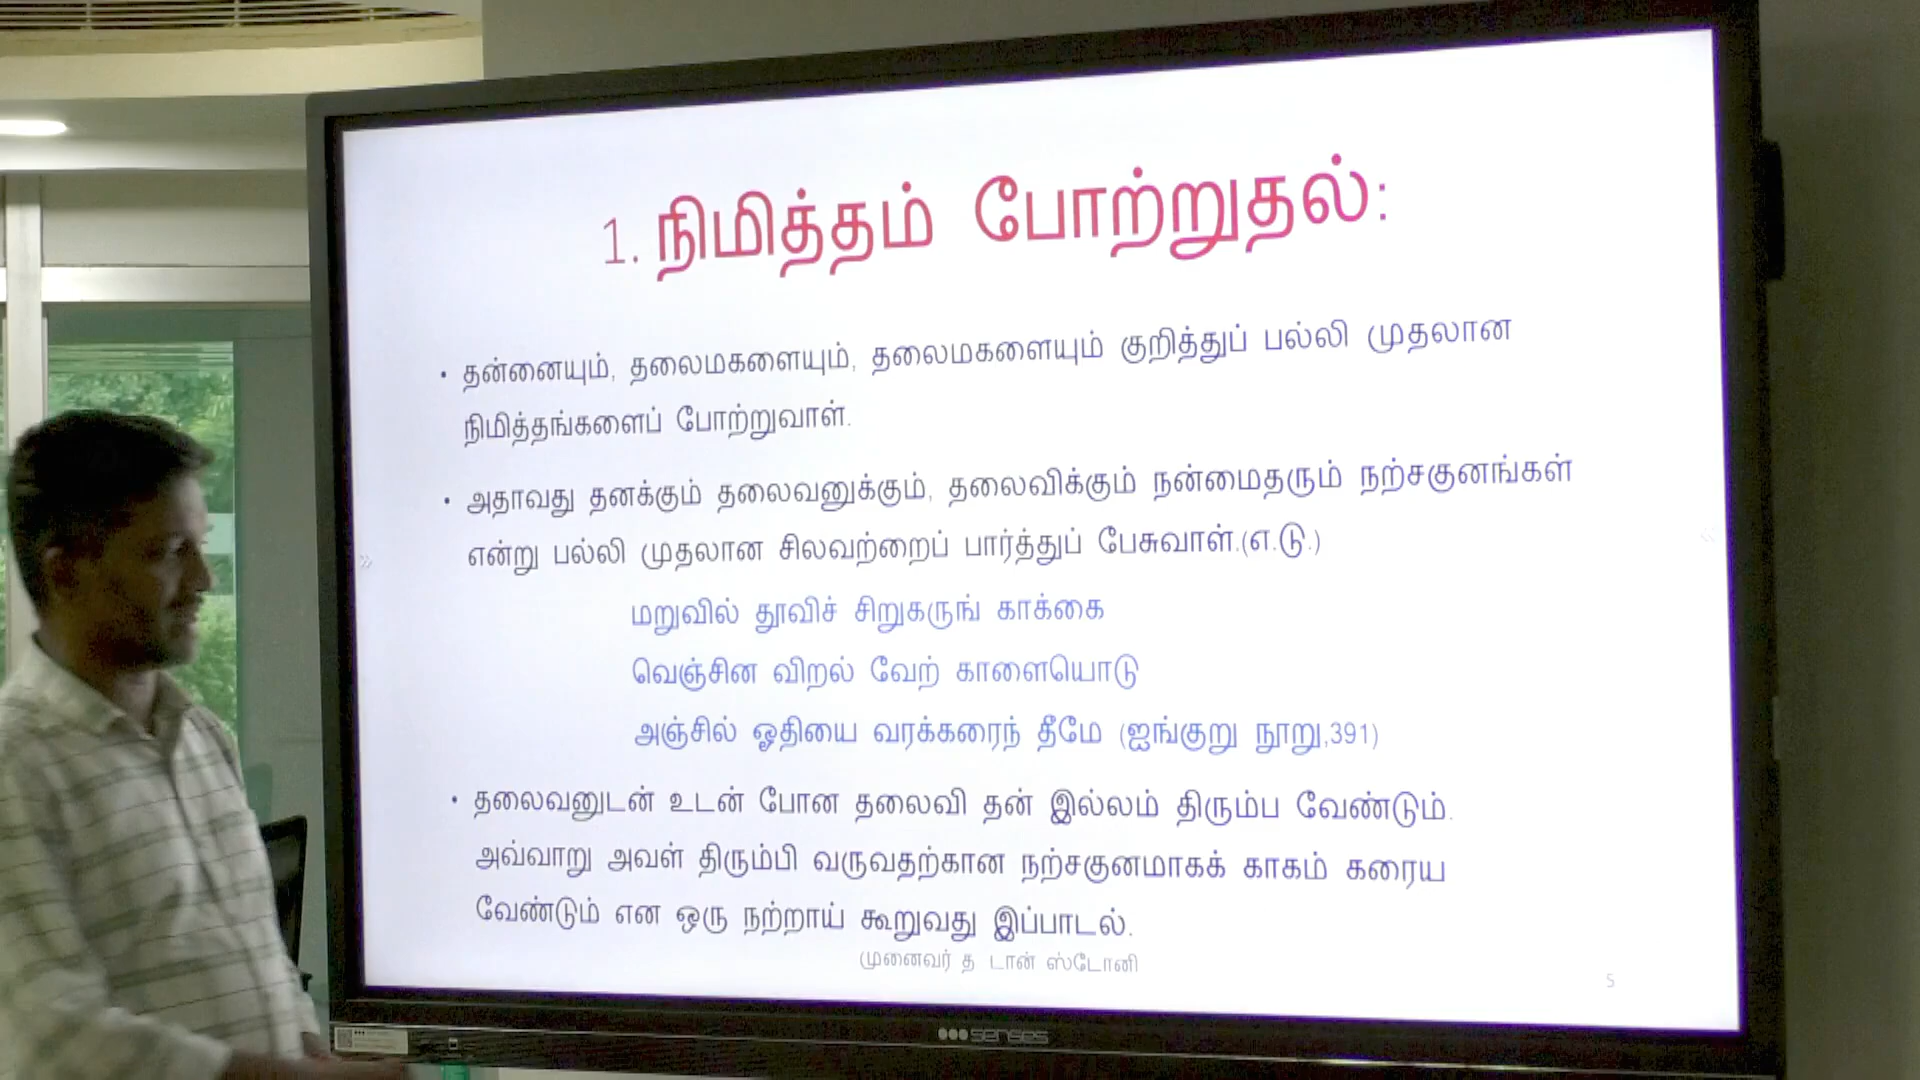 1. நிமித்தம் போற்றுதல்:
• தன்னையும், தலைமகளையும், தலைமகளையும் குறித்துப் பல்லி முதலான
நிமித்தங்களைப் போற்றுவாள்.
• அதாவது தனக்கும் தலைவனுக்கும், தலைவிக்கும் நன்மைதரும் நற்சகுனங்கள்
என்று பல்லி முதலான சிலவற்றைப் பார்த்துப் பேசுவாள்.(எ.டு.)
மறுவில் தூவிச் சிறுகருங் காக்கை
வெஞ்சின விறல் வேற் காளையொடு
அஞ்சில் ஓதியை வரக்கரைந் தீமே (ஐங்குறு நூறு,391)
• தலைவனுடன் உடன் போன தலைவி தன் இல்லம் திரும்ப வேண்டும்.
அவ்வாறு அவள் திரும்பி வருவதற்கான நற்சகுனமாகக் காகம் கரைய
வேண்டும் என ஒரு நற்றாய் கூறுவது இப்பாடல்.
முனைவர் த டான் ஸ்டோனி
5
senses